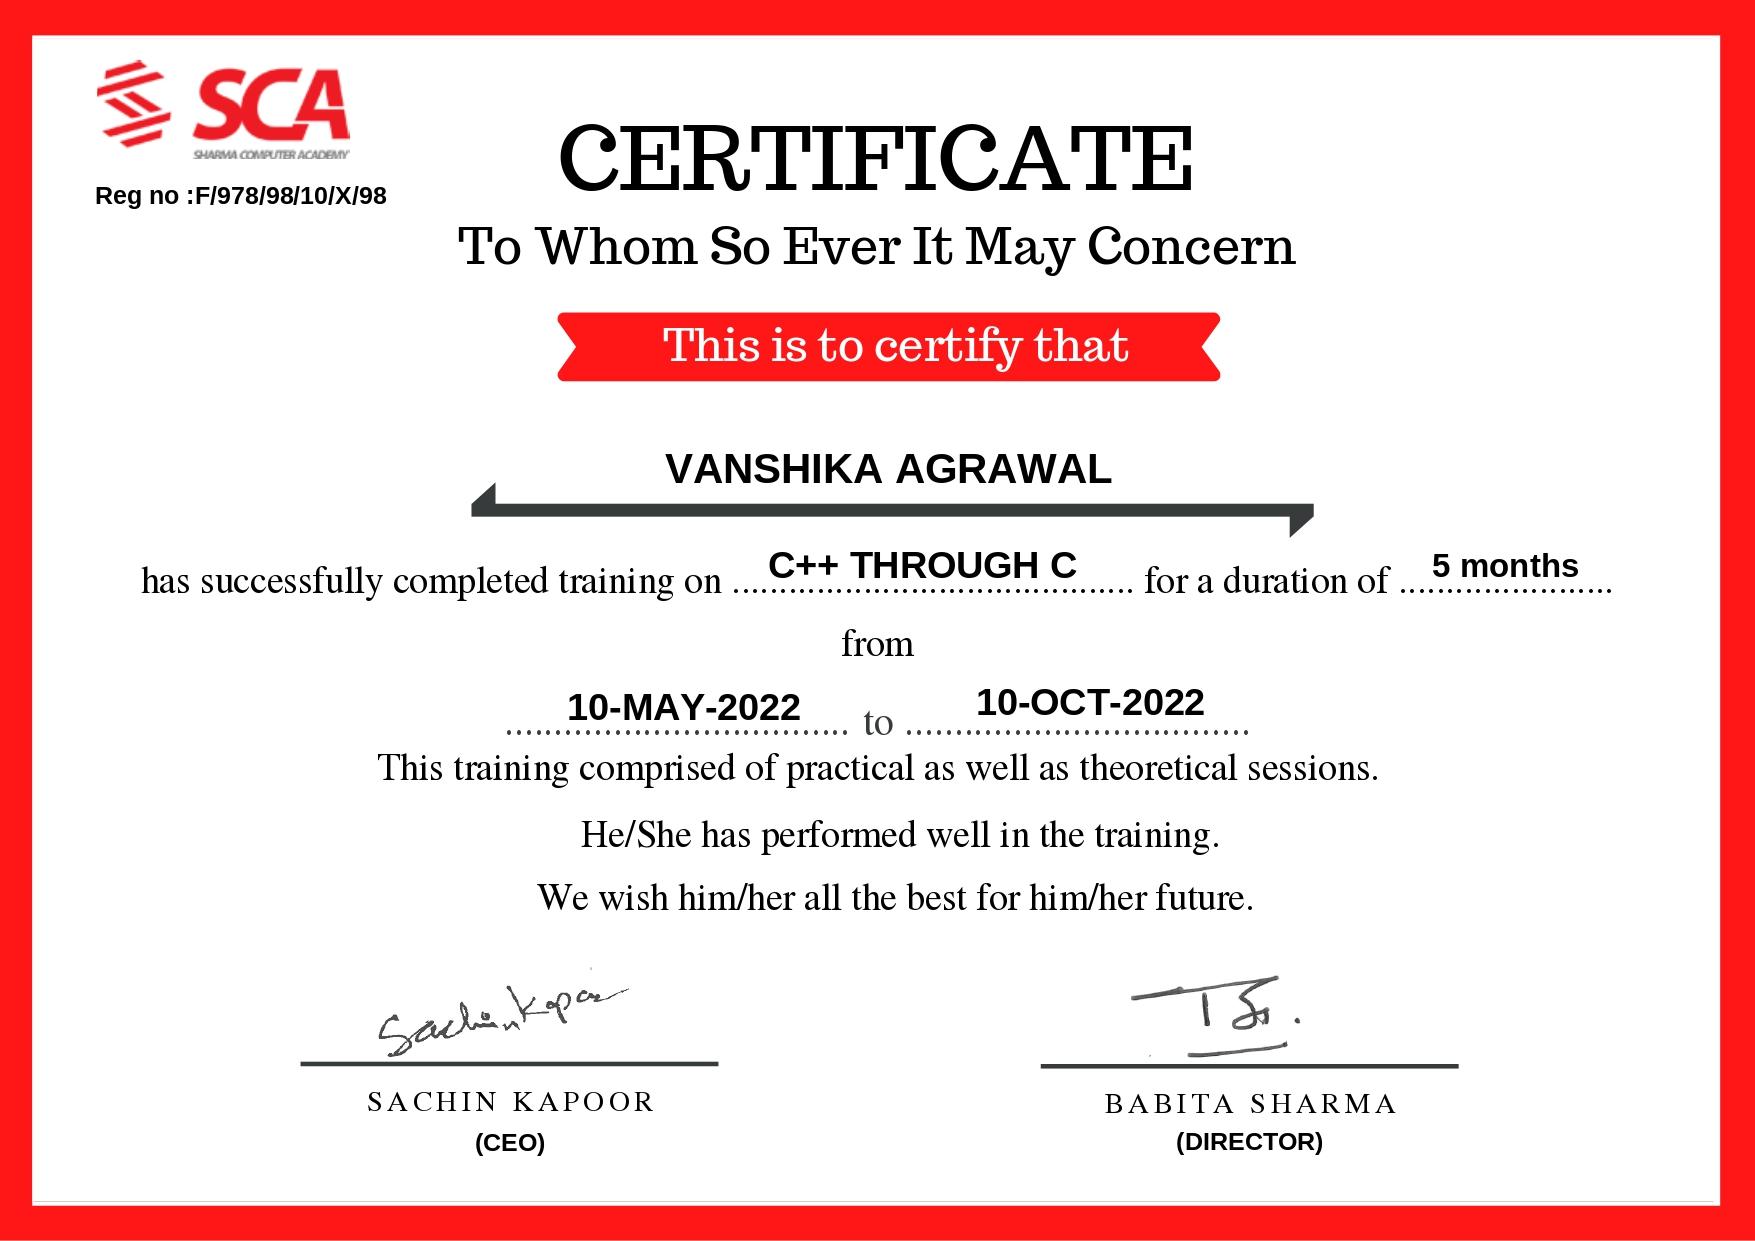 SCA
SHARMA COMPUTER ACADEMY
Reg no :F/978/98/10/X/98
CERTIFICATE
To Whom So Ever It May Concern
This is to certify that
VANSHIKA AGRAWAL
has successfully completed training on C++ THROUGH C for a duration of 5 months
from
10-MAY-2022 to 10-OCT-2022
This training comprised of practical as well as theoretical sessions.
He/She has performed well in the training.
We wish him/her all the best for him/her future.
Sachin Kapoor
SACHIN KAPOOR
(CEO)
BABITA SHARMA
(DIRECTOR)